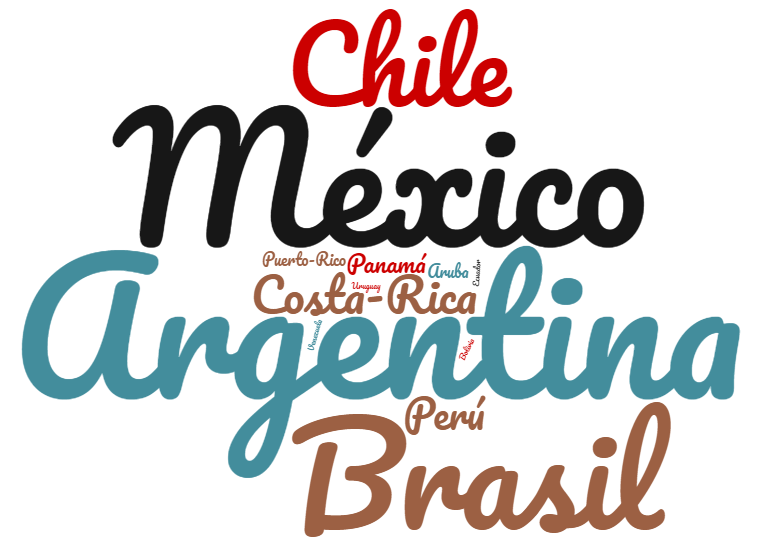 Chile
México
Puerto-Rico
Panamá
Aruba
Ecuador
Uruguay
Costa-Rica
Argentina
Venezuela
Bolivia
Perú
Brasil